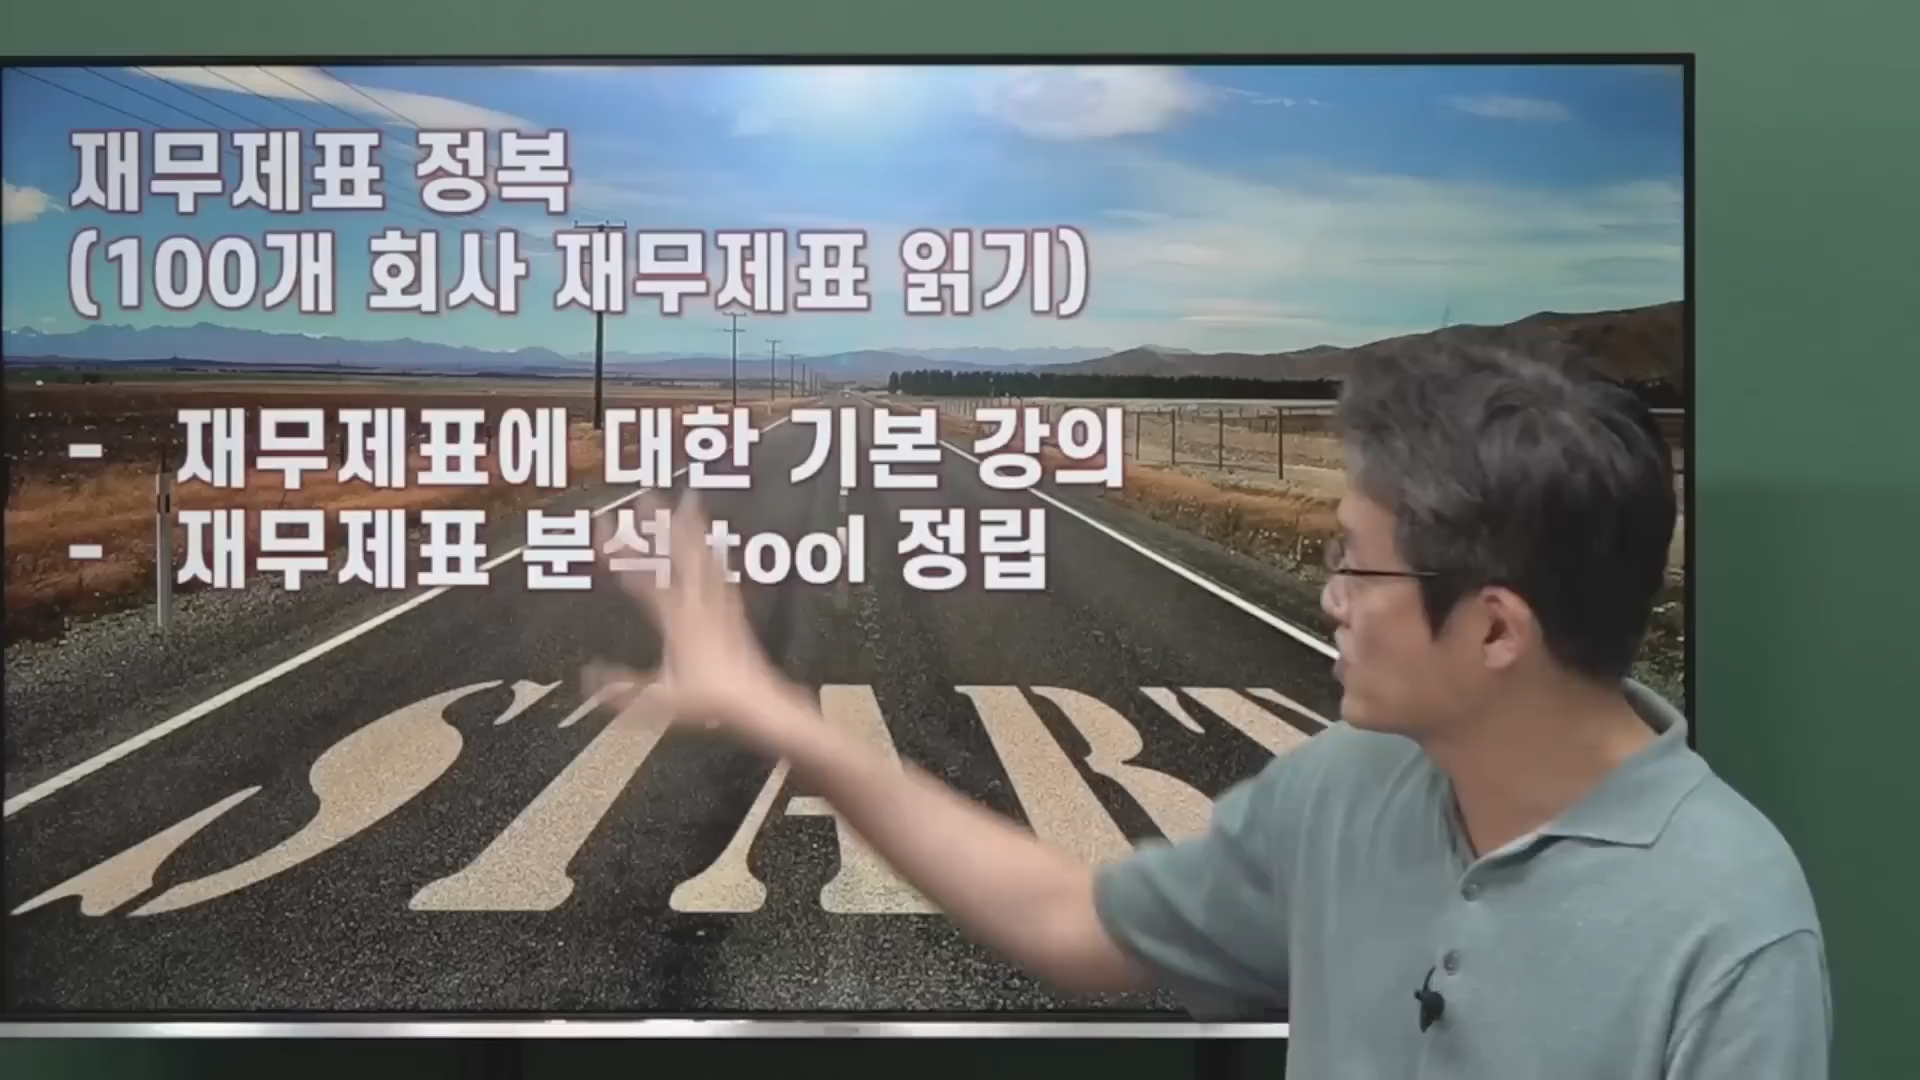 재무제표 정복
(100개 회사 재무제표 읽기)
- 재무제표에 대한 기본 강의
- 재무제표 분석 tool 정립
START